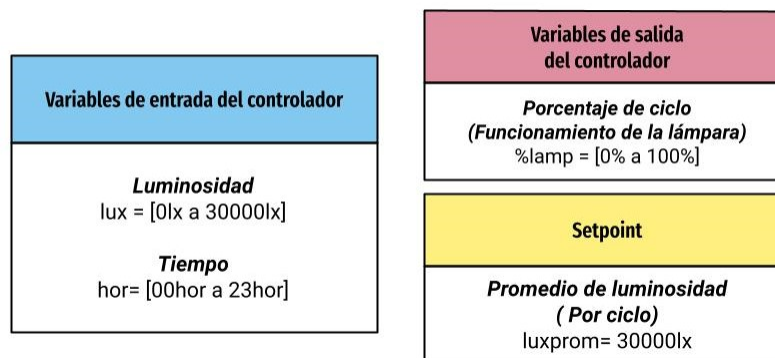 Variables de entrada del controlador
Luminosidad
lux = [0lx a 30000lx]
Tiempo
hor= [00hor a 23hor]
Variables de salida
del controlador
Porcentaje de ciclo
(Funcionamiento de la lámpara)
%lamp = [0% a 100%]
Setpoint
Promedio de luminosidad
( Por ciclo)
luxprom= 30000lx